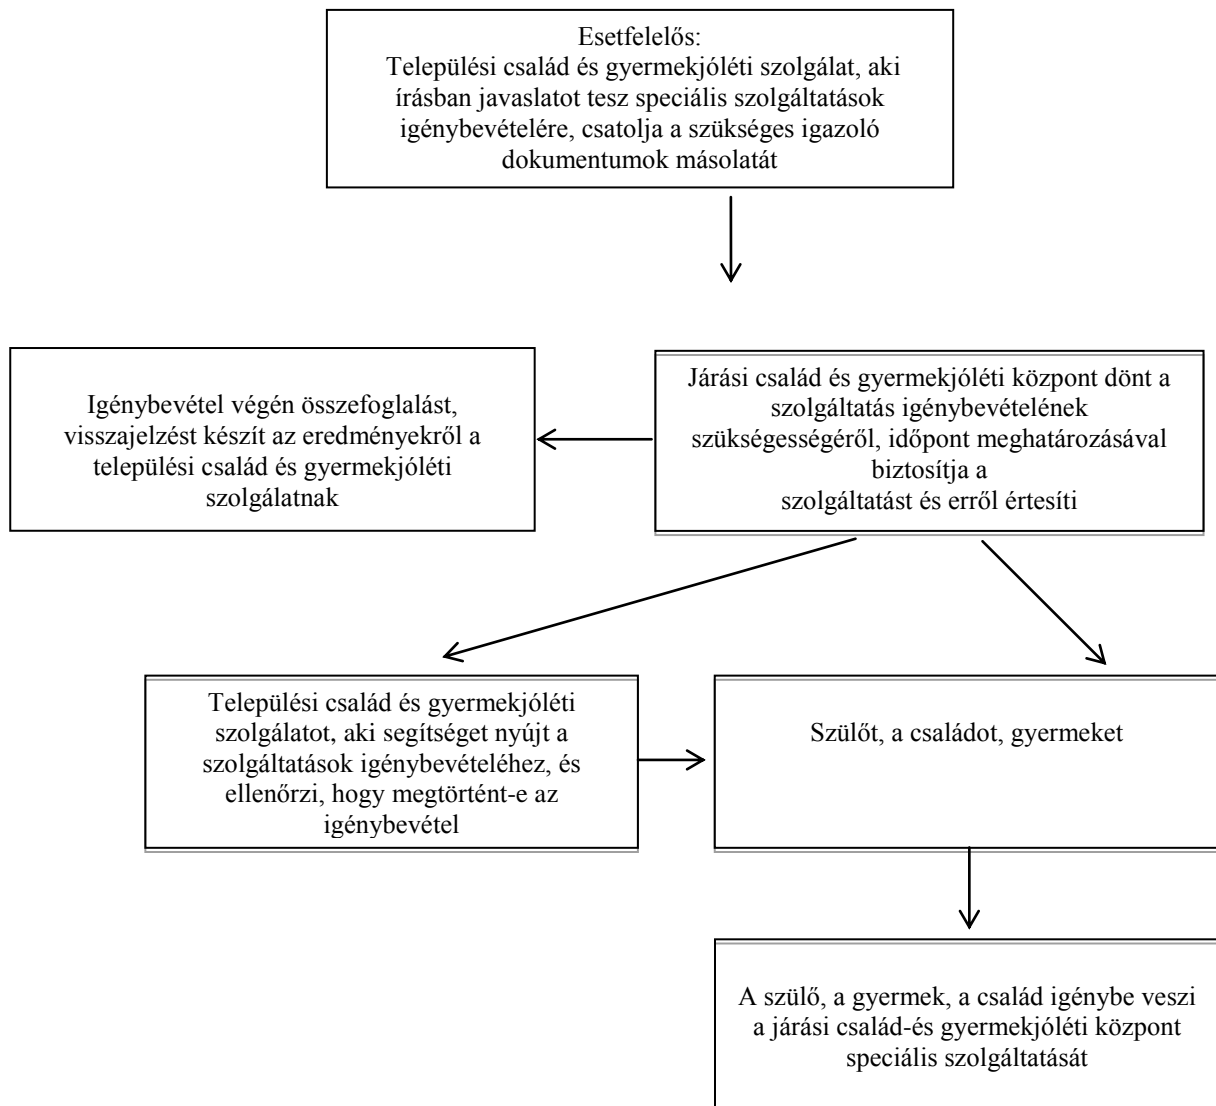 Esetfelelős:
Települési család és gyermekjóléti szolgálat, aki
írásban javaslatot tesz speciális szolgáltatások
igénybevételére, csatolja a szükséges igazoló
dokumentumok másolatát
Igénybevétel végén összefoglalást,
visszajelzést készít az eredményekről a
települési család és gyermekjóléti
szolgálatnak
Járási család és gyermekjóléti központ dönt a
szolgáltatás igénybevételének
szükségességéről, időpont meghatározásával
biztosítja a
szolgáltatást és erről értesíti
Települési család és gyermekjóléti
szolgálatot, aki segítséget nyújt a
szolgáltatások igénybevételéhez, és
ellenőrzi, hogy megtörtént-e az
igénybevétel
Szülőt, a családot, gyermeket
A szülő, a gyermek, a család igénybe veszi
a járási család-és gyermekjóléti központ
speciális szolgáltatását